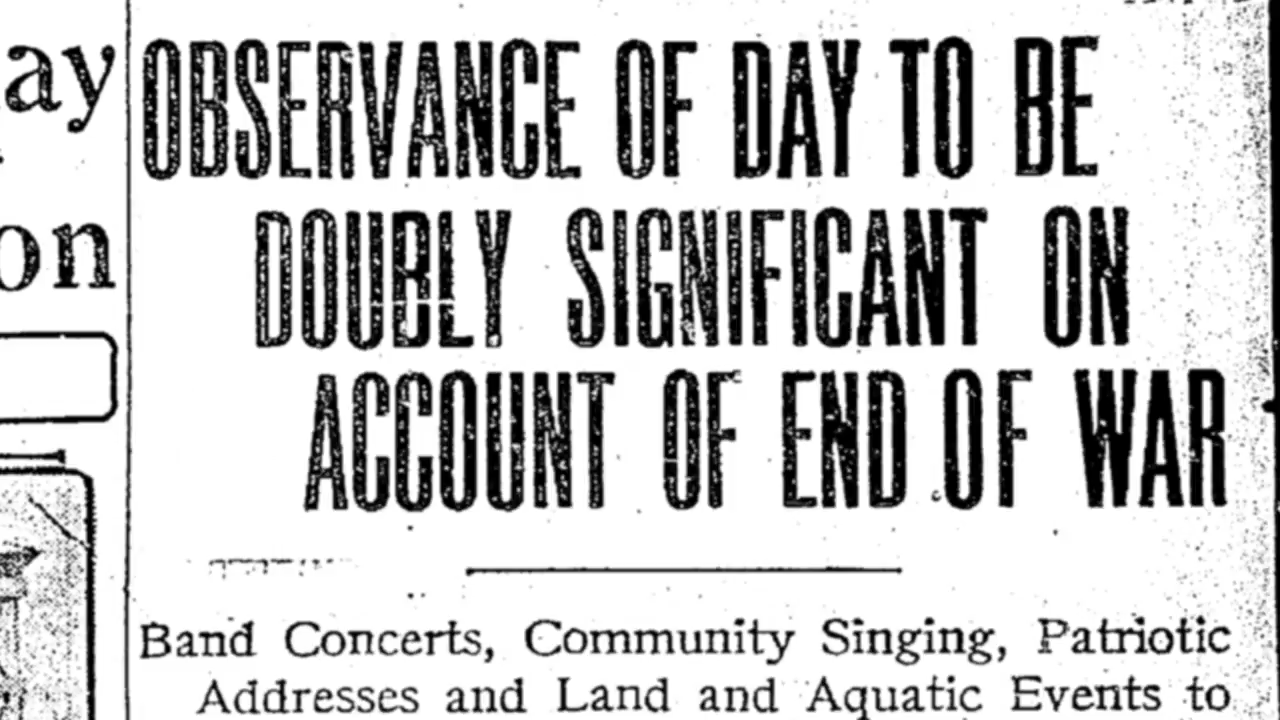 ay
on
OBSERVANCE OF DAY TO BE
DOUBLY SIGNIFICANT ON
ACCOUNT OF END OF WAR
Band Concerts, Community Singing, Patriotic
Addresses and Land and Aquatic Events to